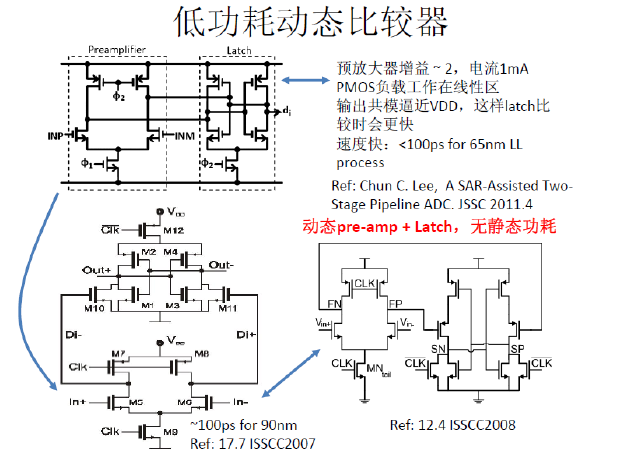 低功耗动态比较器
Preamplifier
Latch
ϕ2
di
INP
INM
ϕ1
ϕ2
预放大器增益 ~ 2，电流1mA
PMOS负载工作在线性区
输出共模逼近VDD，这样latch比
较时会更快
速度快：<100ps for 65nm LL
process
Ref: Chun C. Lee, A SAR-Assisted Two-
Stage Pipeline ADC. JSSC 2011.4
动态pre-amp + Latch，无静态功耗
VDD
Clk
M12
M2 M4
Out+
Out-
M10
M1
M3
M11
Di-
Di+
VDD
M7
M8
Clk
In+
M5
M6
In-
Clk
M9
~100ps for 90nm
Ref: 17.7 ISSCC2007
CLK
FN
FP
Vin+
Vin-
CLK
MNtail
SN
SP
CLK
CLK
Ref: 12.4 ISSCC2008